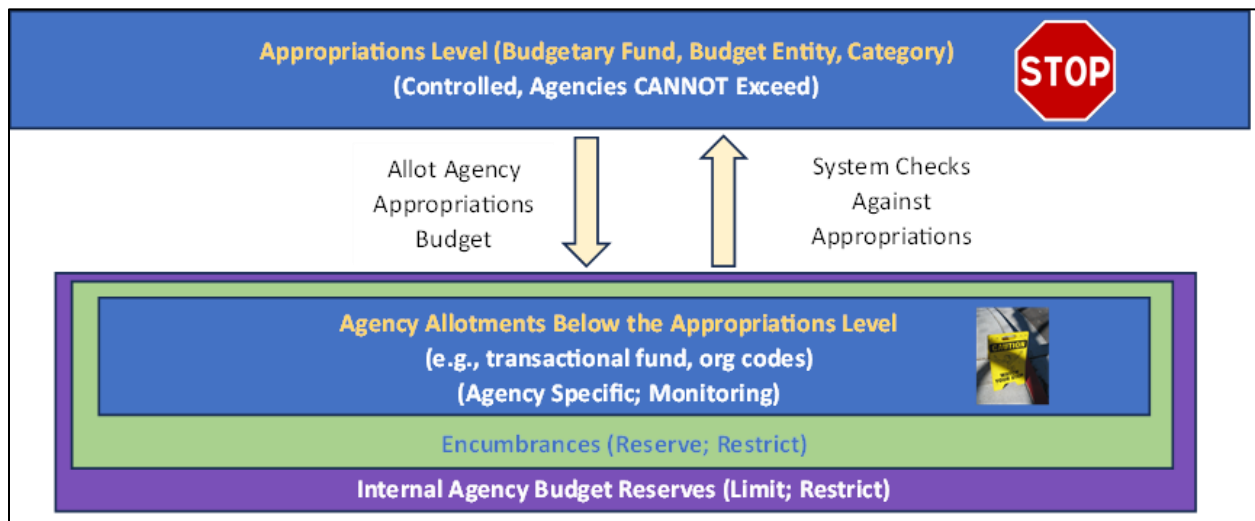 Appropriations Level (Budgetary Fund, Budget Entity, Category)
(Controlled, Agencies CANNOT Exceed)
STOP
Allot Agency
Appropriations
Budget
System Checks
Against
Appropriations
Agency Allotments Below the Appropriations Level
(e.g., transactional fund, org codes)
(Agency Specific; Monitoring)
CAUTION
Encumbrances (Reserve; Restrict)
Internal Agency Budget Reserves (Limit; Restrict)